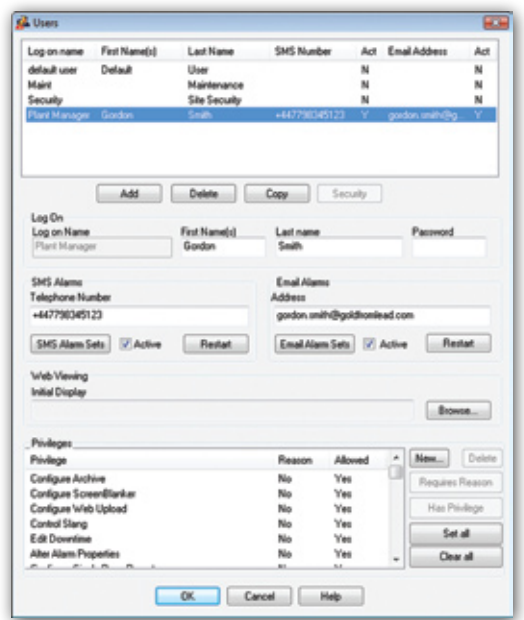 Users
Log on name First Name(s) Last Name SMS Number Act Email Address Act
default user Default User N N
Maint Maintenance N N
Security Site Security N N
Plant Manager Gordon Smith +447798345123 Y gordon.smith@g... Y
Add Delete Copy Security
Log On
Log on Name First Name(s) Last name Password
Plant Manager Gordon Smith
SMS Alarms Email Alarms
Telephone Number Address
+447798345123 gordon.smith@goldhornlead.com
SMS Alarm Sets Active Restart Email Alarm Sets Active Restart
Web Viewing
Initial Display
Browse...
Privileges
Privilege Reason Allowed New... Delete
Configure Archive No Yes Requires Reason
Configure ScreenBlanker No Yes
Configure Web Upload No Yes Has Privilege
Control Slang No Yes
Edit Downtime No Yes Set all
Alter Alarm Properties No Yes Clear all
OK Cancel Help